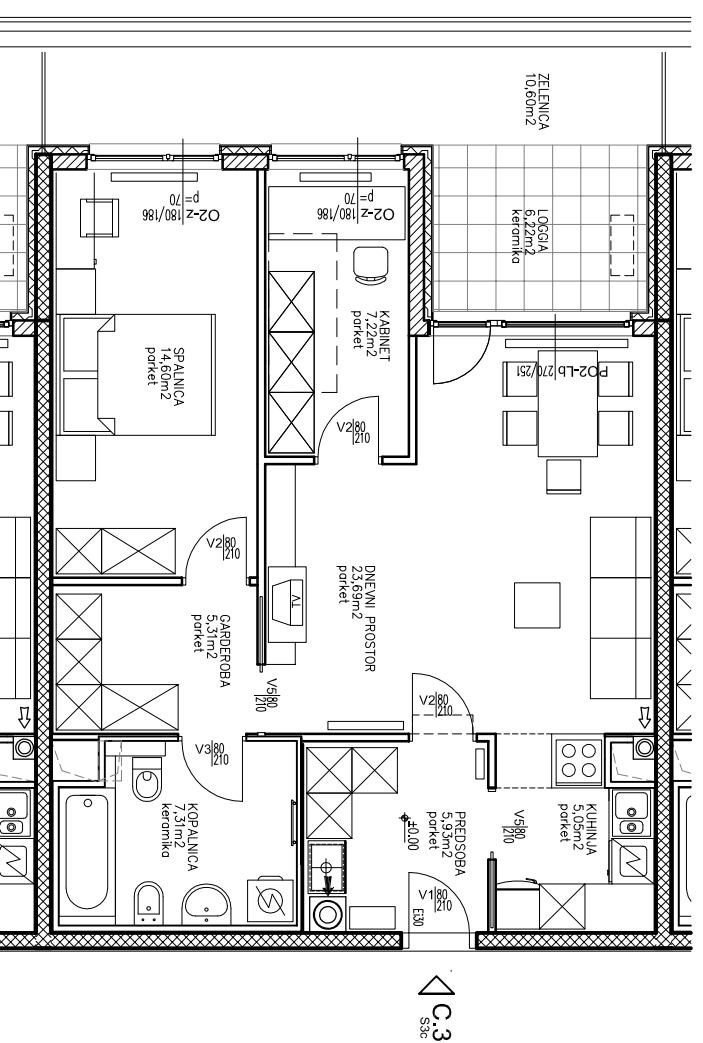 ZELENICA
10,60m2
LOGGIA
6,22m2
keramika
O2-z 180/186
p=70
O2-z 180/186
p=70
PO2-Lb 270/251
KABINET
7,22m2
parket
SPALNICA
14,60m2
parket
V2 80
210
V2 80
210
DNEVNI PROSTOR
23,69m2
parket
TV
GARDEROBA
5,31m2
parket
V5 80
210
V2 80
210
V3 80
210
KOPALNICA
7,31m2
keramika
±0,00
PREDSOBA
5,93m2
parket
V5 80
210
KUHINJA
5,05m2
parket
V1 80
210
EI30
C.3
S3c